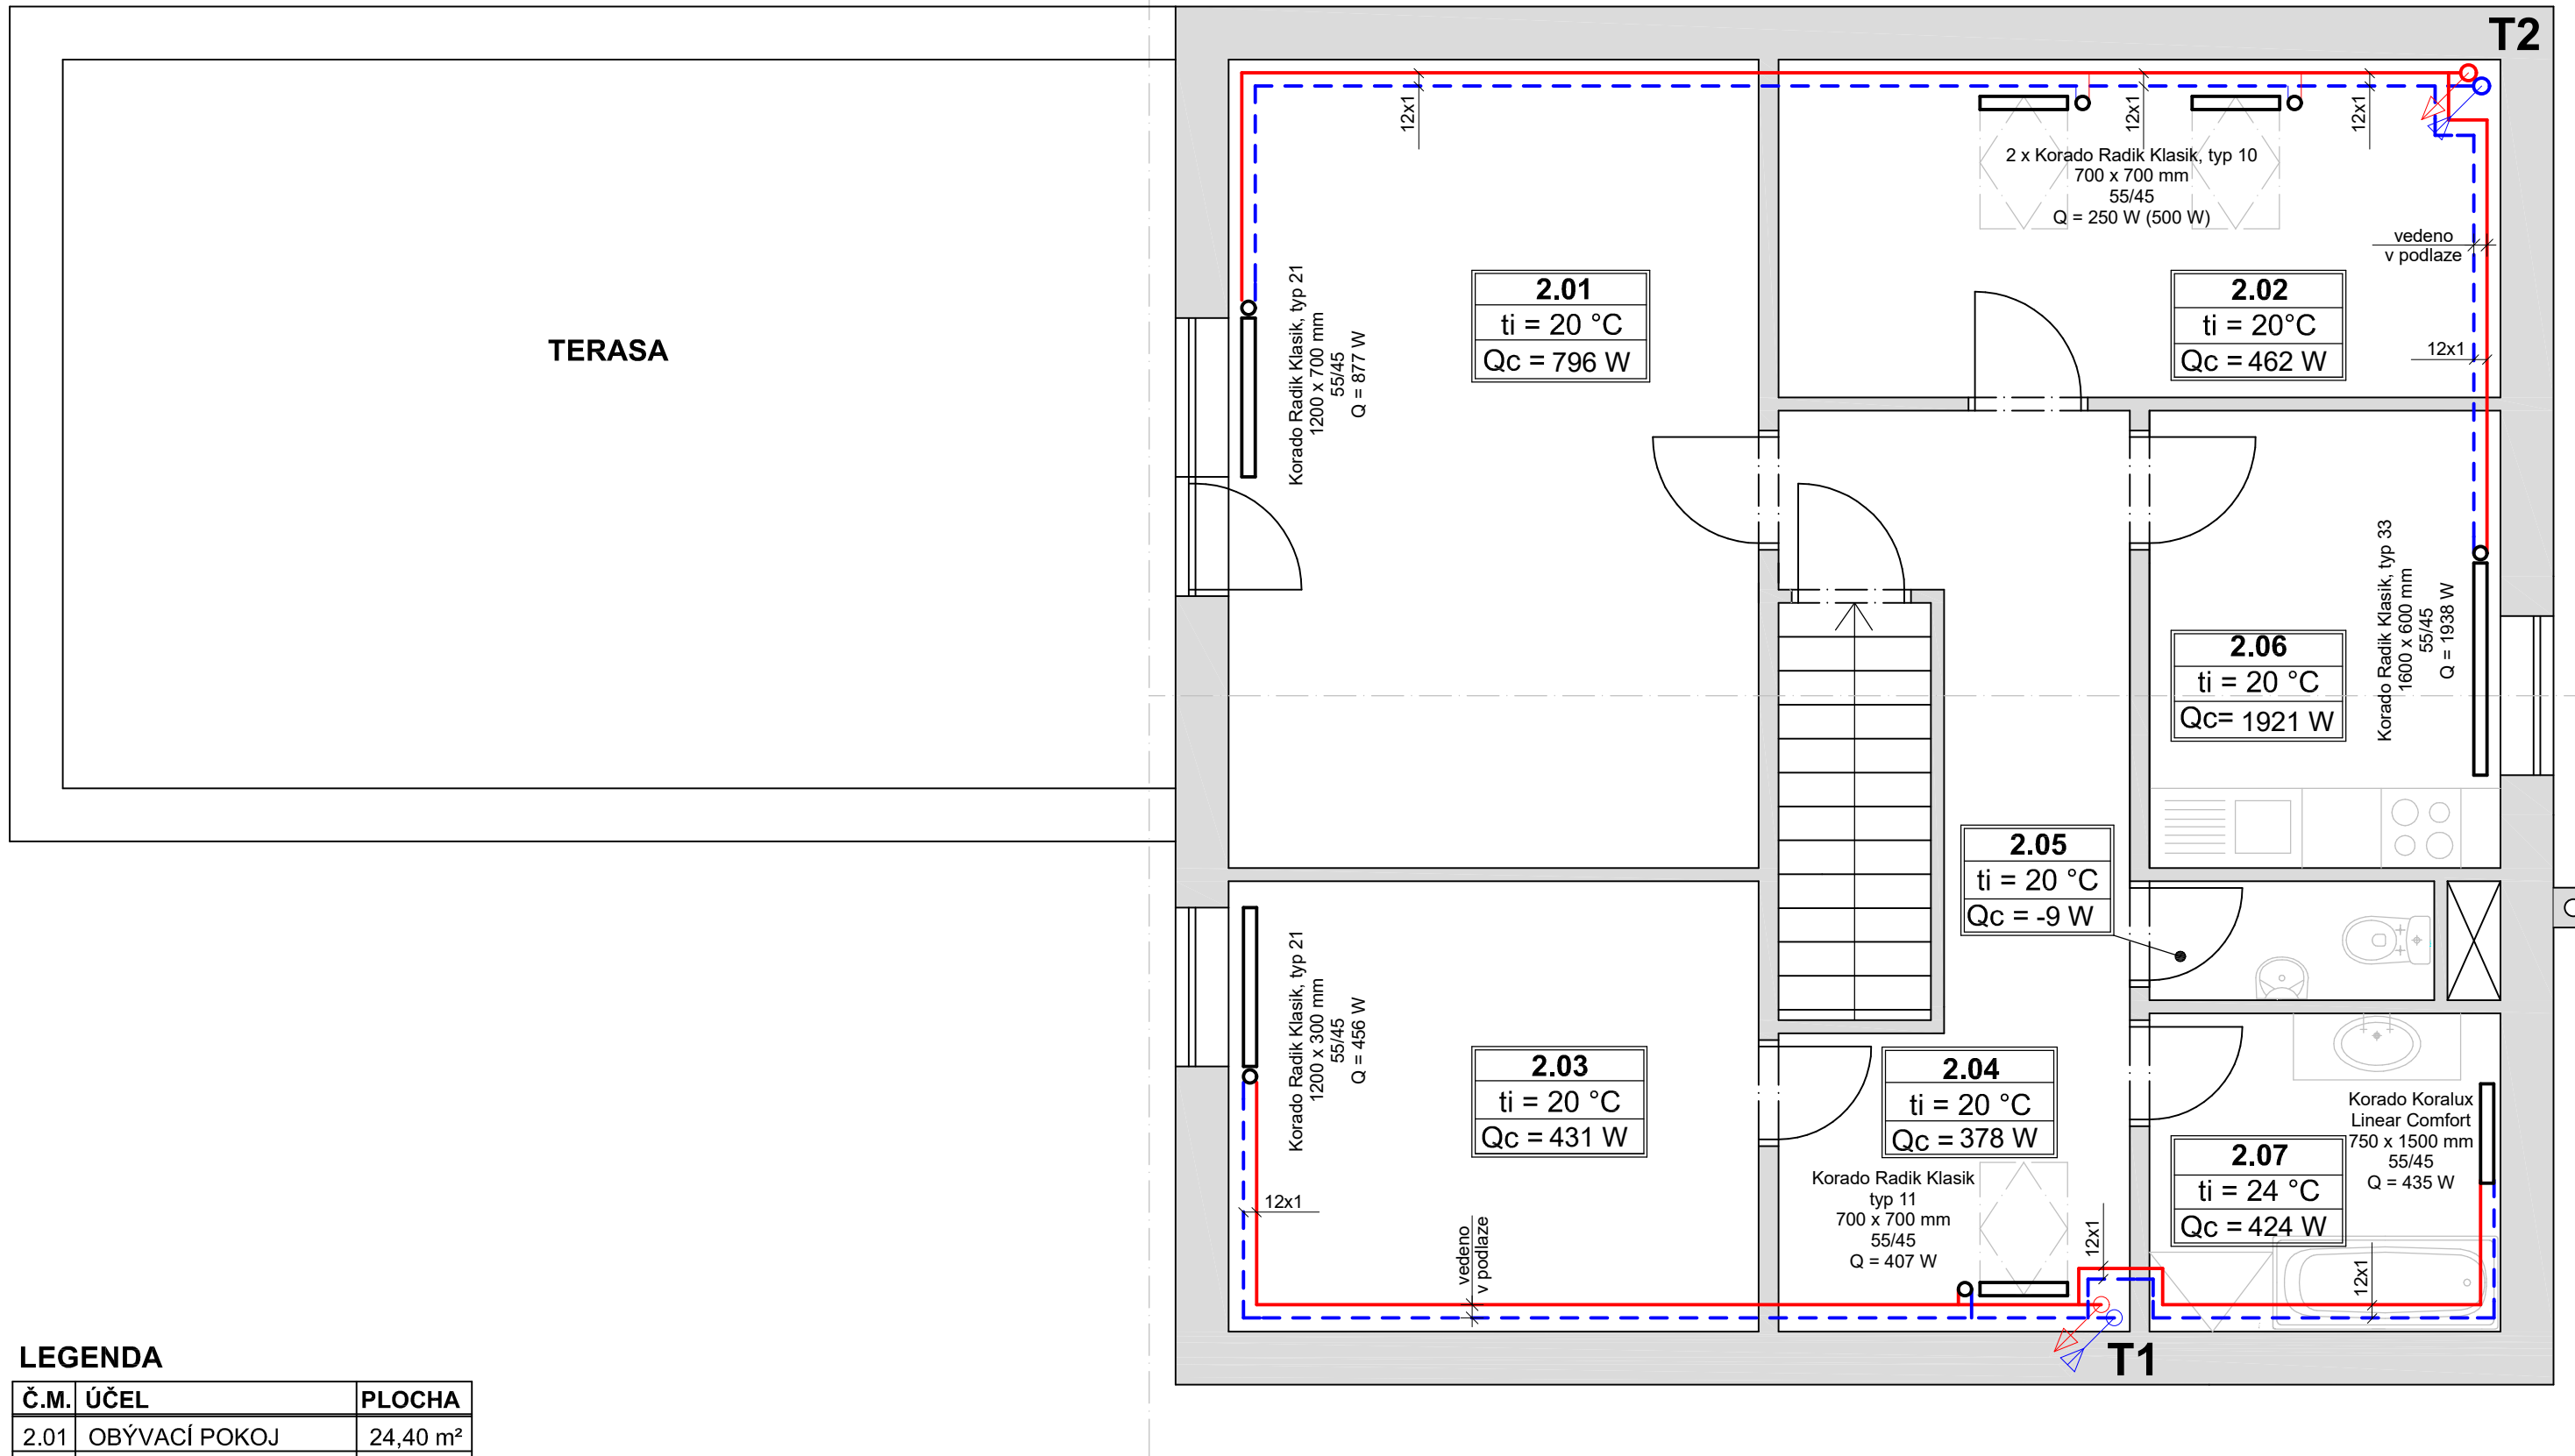 T2
12x1
12x1
12x1
2 x Korado Radik Klasik, typ 10
700 x 700 mm
55/45
Q = 250 W (500 W)
vedeno
v podlaze
12x1
TERASA
Korado Radik Klasik, typ 21
1200 x 700 mm
55/45
Q = 877 W
2.01
ti = 20 °C
Qc = 796 W
2.02
ti = 20°C
Qc = 462 W
Korado Radik Klasik, typ 33
1600 x 600 mm
55/45
Q = 1938 W
2.06
ti = 20 °C
Qc= 1921 W
2.05
ti = 20 °C
Qc = -9 W
Korado Radik Klasik, typ 21
1200 x 300 mm
55/45
Q = 456 W
2.03
ti = 20 °C
Qc = 431 W
2.04
ti = 20 °C
Qc = 378 W
Korado Radik Klasik
typ 11
700 x 700 mm
55/45
Q = 407 W
Korado Koralux
Linear Comfort
750 x 1500 mm
55/45
Q = 435 W
2.07
ti = 24 °C
Qc = 424 W
12x1
vedeno
v podlaze
12x1
12x1
T1
LEGENDA
Č.M. ÚČEL PLOCHA
2.01 OBÝVACÍ POKOJ 24,40 m²